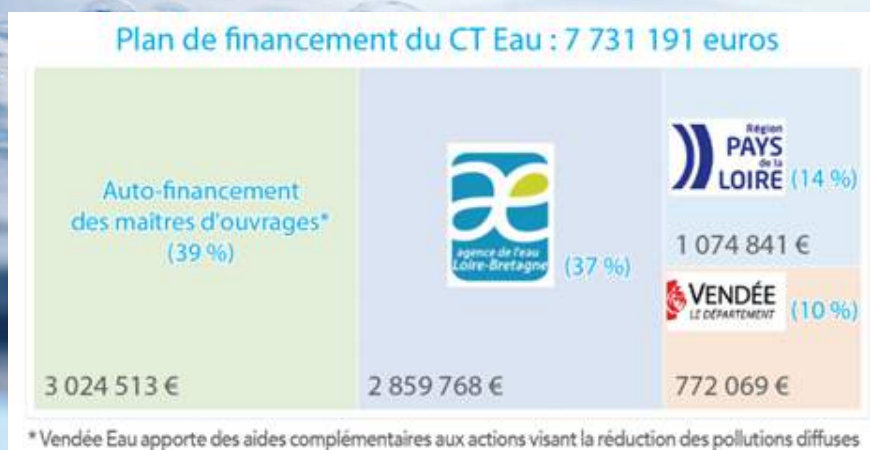 Plan de financement du CT Eau : 7 731 191 euros
Auto-financement
des maîtres d'ouvrages*
(39 %)
3 024 513 €
agence de l'eau
Loire-Bretagne
(37 %)
2 859 768 €
Région
PAYS
de la
LOIRE
(14 %)
1 074 841 €
VENDÉE
LE DÉPARTEMENT
(10 %)
772 069 €
* Vendée Eau apporte des aides complémentaires aux actions visant la réduction des pollutions diffuses